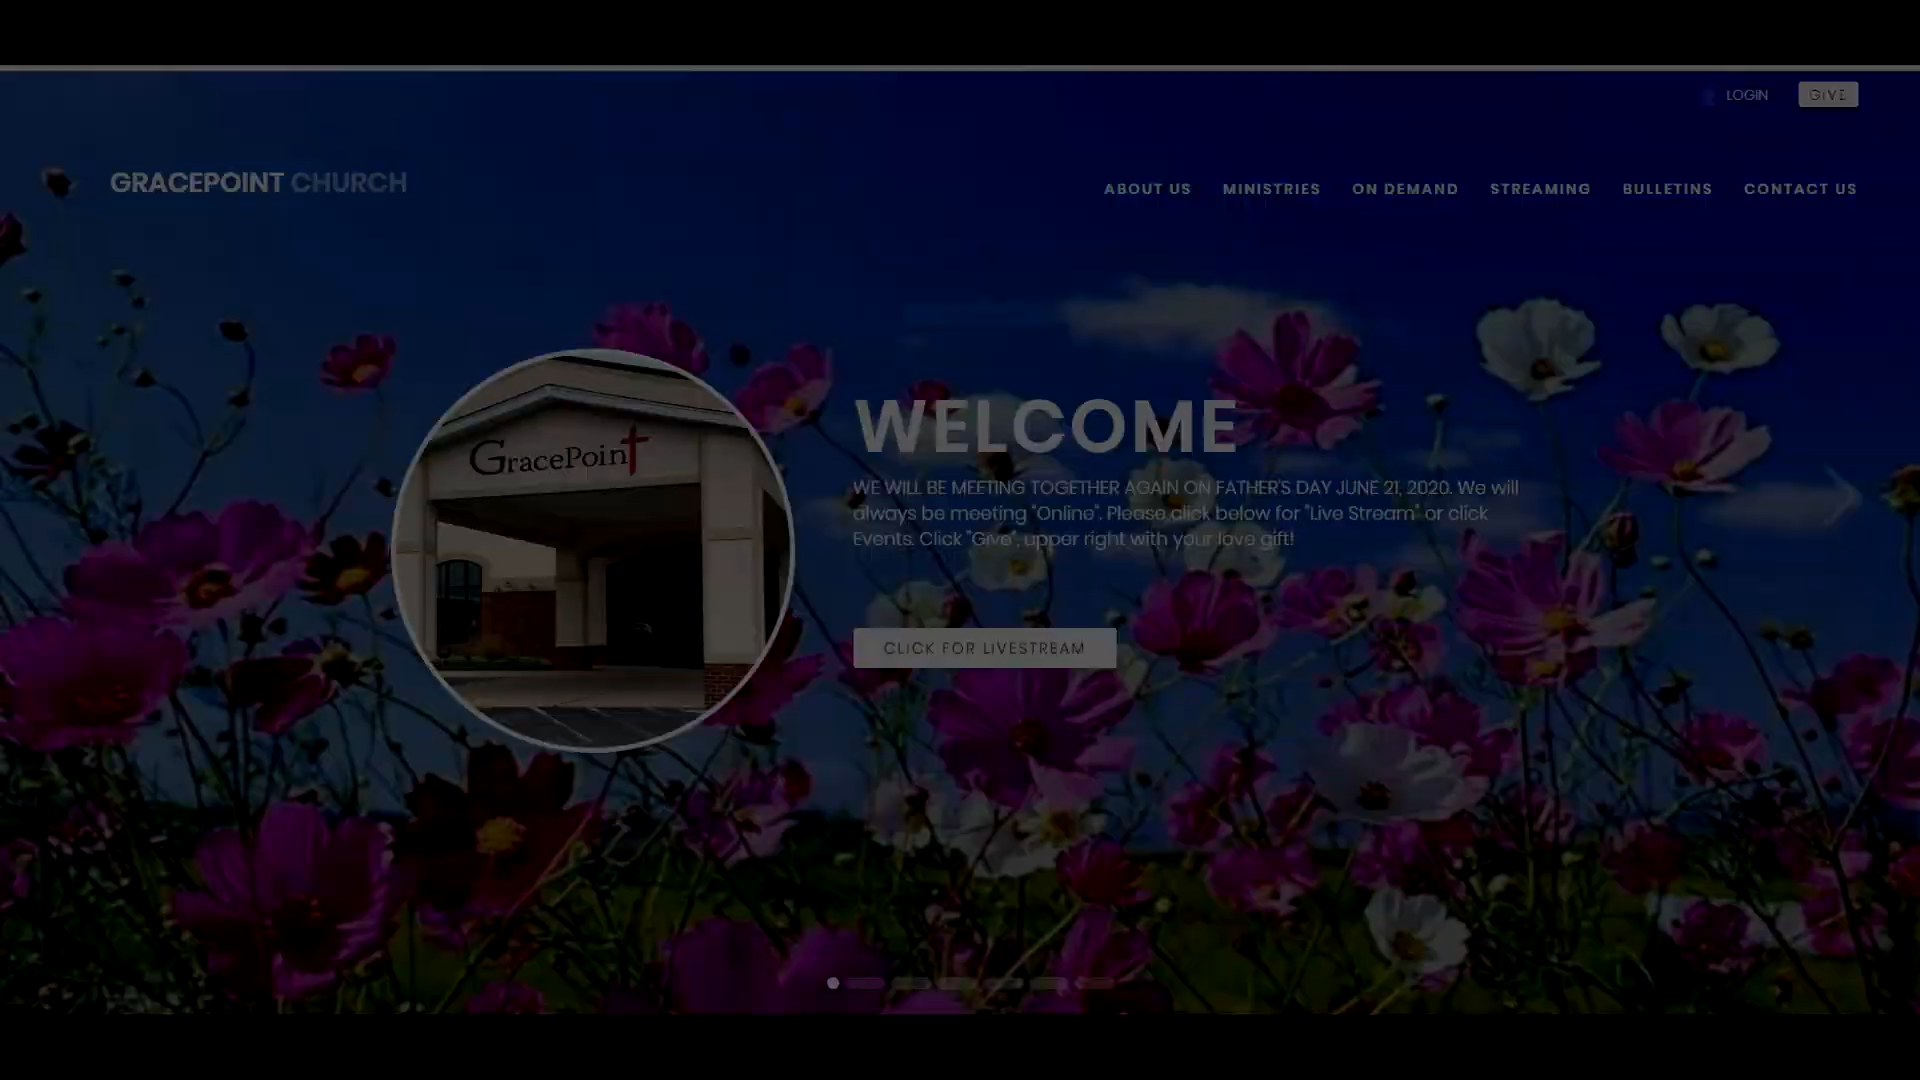 LOGIN GIVE
GRACEPOINT CHURCH
ABOUT US MINISTRIES ON DEMAND STREAMING BULLETINS CONTACT US
GracePoint
WELCOME
WE WILL BE MEETING TOGETHER AGAIN ON FATHER'S DAY JUNE 21, 2020. We will
always be meeting "Online". Please click below for "Live Stream" or click
Events. Click "Give", upper right with your love gift!
CLICK FOR LIVESTREAM